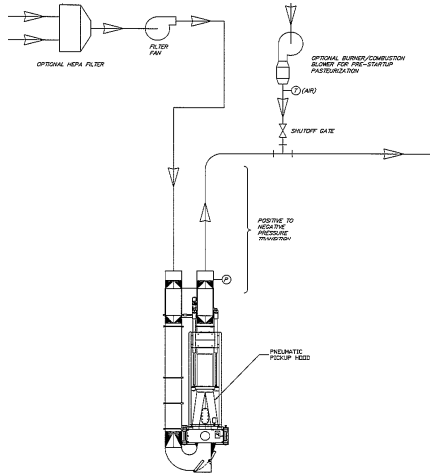 OPTIONAL HEPA FILTER
FILTER
FAN
OPTIONAL BURNER/COMBUSTION
BLOWER FOR PRE-STARTUP
PASTEURIZATION
T (AIR)
SHUTOFF GATE
POSITIVE TO
NEGATIVE
PRESSURE
TRANSITION
P
PNEUMATIC
PICKUP HOOD